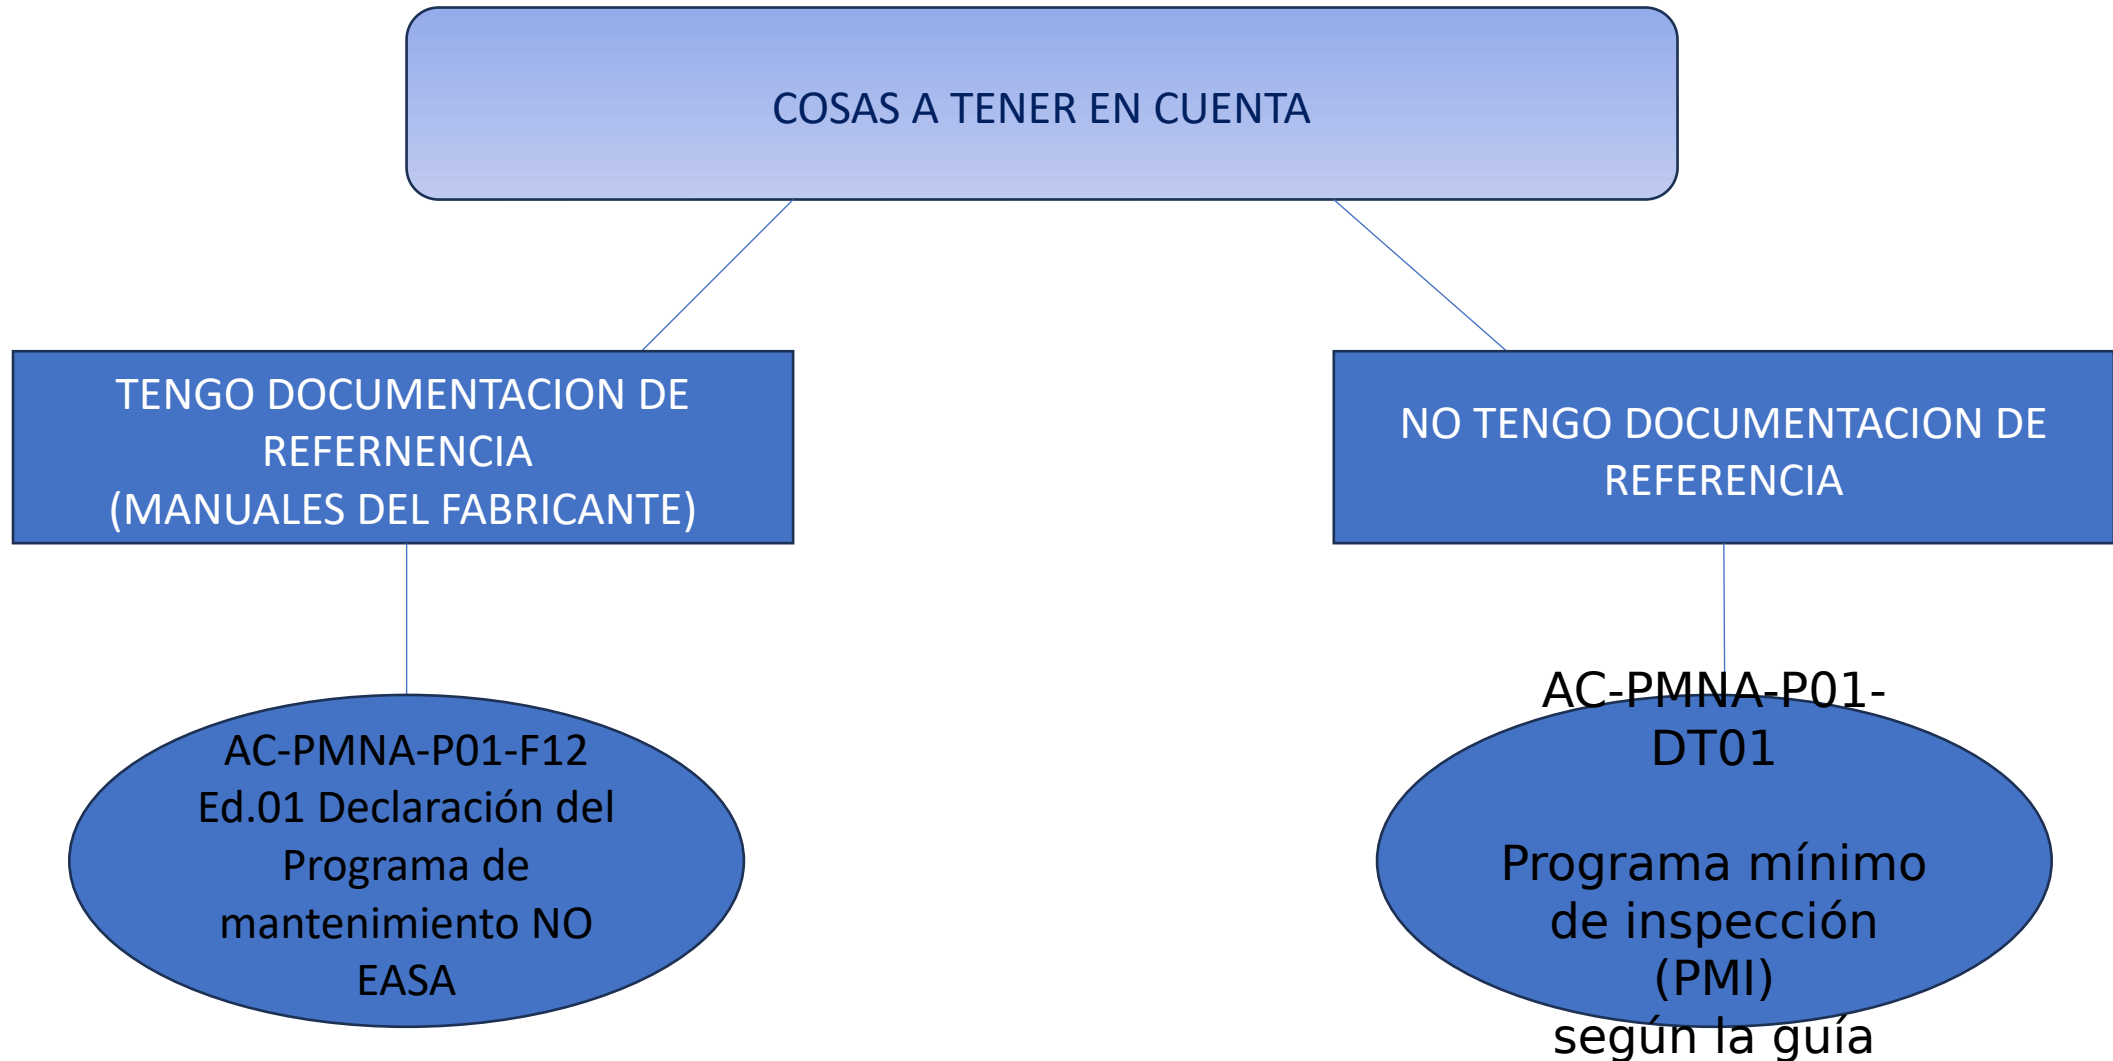 COSAS A TENER EN CUENTA
TENGO DOCUMENTACION DE
REFERNENCIA
(MANUALES DEL FABRICANTE)
NO TENGO DOCUMENTACION DE
REFERENCIA
AC-PMNA-P01-F12
Ed.01 Declaración del
Programa de
mantenimiento NO
EASA
AC-PMNA-P01-
DT01
Programa mínimo
de inspección
(PMI)
según la guía